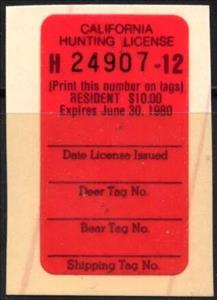 CALIFORNIA
HUNTING LICENSE
H 24907-12
(Print this number on tags)
RESIDENT $10.00
Expires June 30, 1980
Date License Issued
Deer Tag No.
Bear Tag No.
Shipping Tag No.